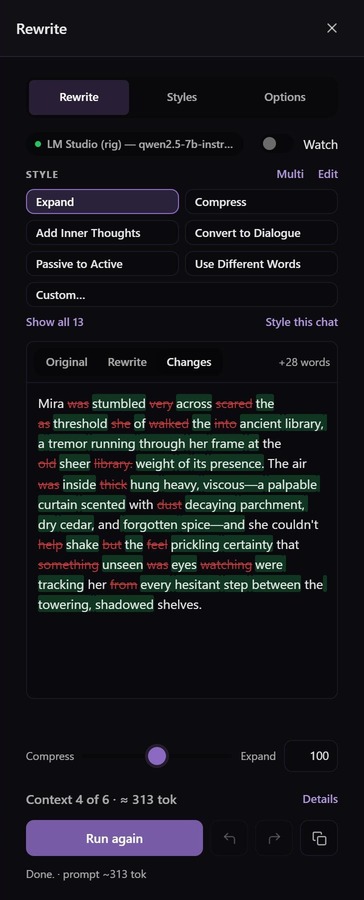 Rewrite
Rewrite Styles Options
LM Studio (rig) — qwen2.5-7b-instr... Watch
STYLE Multi Edit
Expand Compress
Add Inner Thoughts Convert to Dialogue
Passive to Active Use Different Words
Custom...
Show all 13 Style this chat
Original Rewrite Changes +28 words
Mira was stumbled very across scared the
as threshold she of walked the into ancient library,
a tremor running through her frame at the
old sheer library. weight of its presence. The air
was inside thick hung heavy, viscous—a palpable
curtain scented with dust decaying parchment,
dry cedar, and forgotten spice—and she couldn't
help shake but the feel prickling certainty that
something unseen was eyes watching were
tracking her from every hesitant step between the
towering, shadowed shelves.
Compress Expand 100
Context 4 of 6 · ≈ 313 tok Details
Run again
Done. · prompt ~313 tok